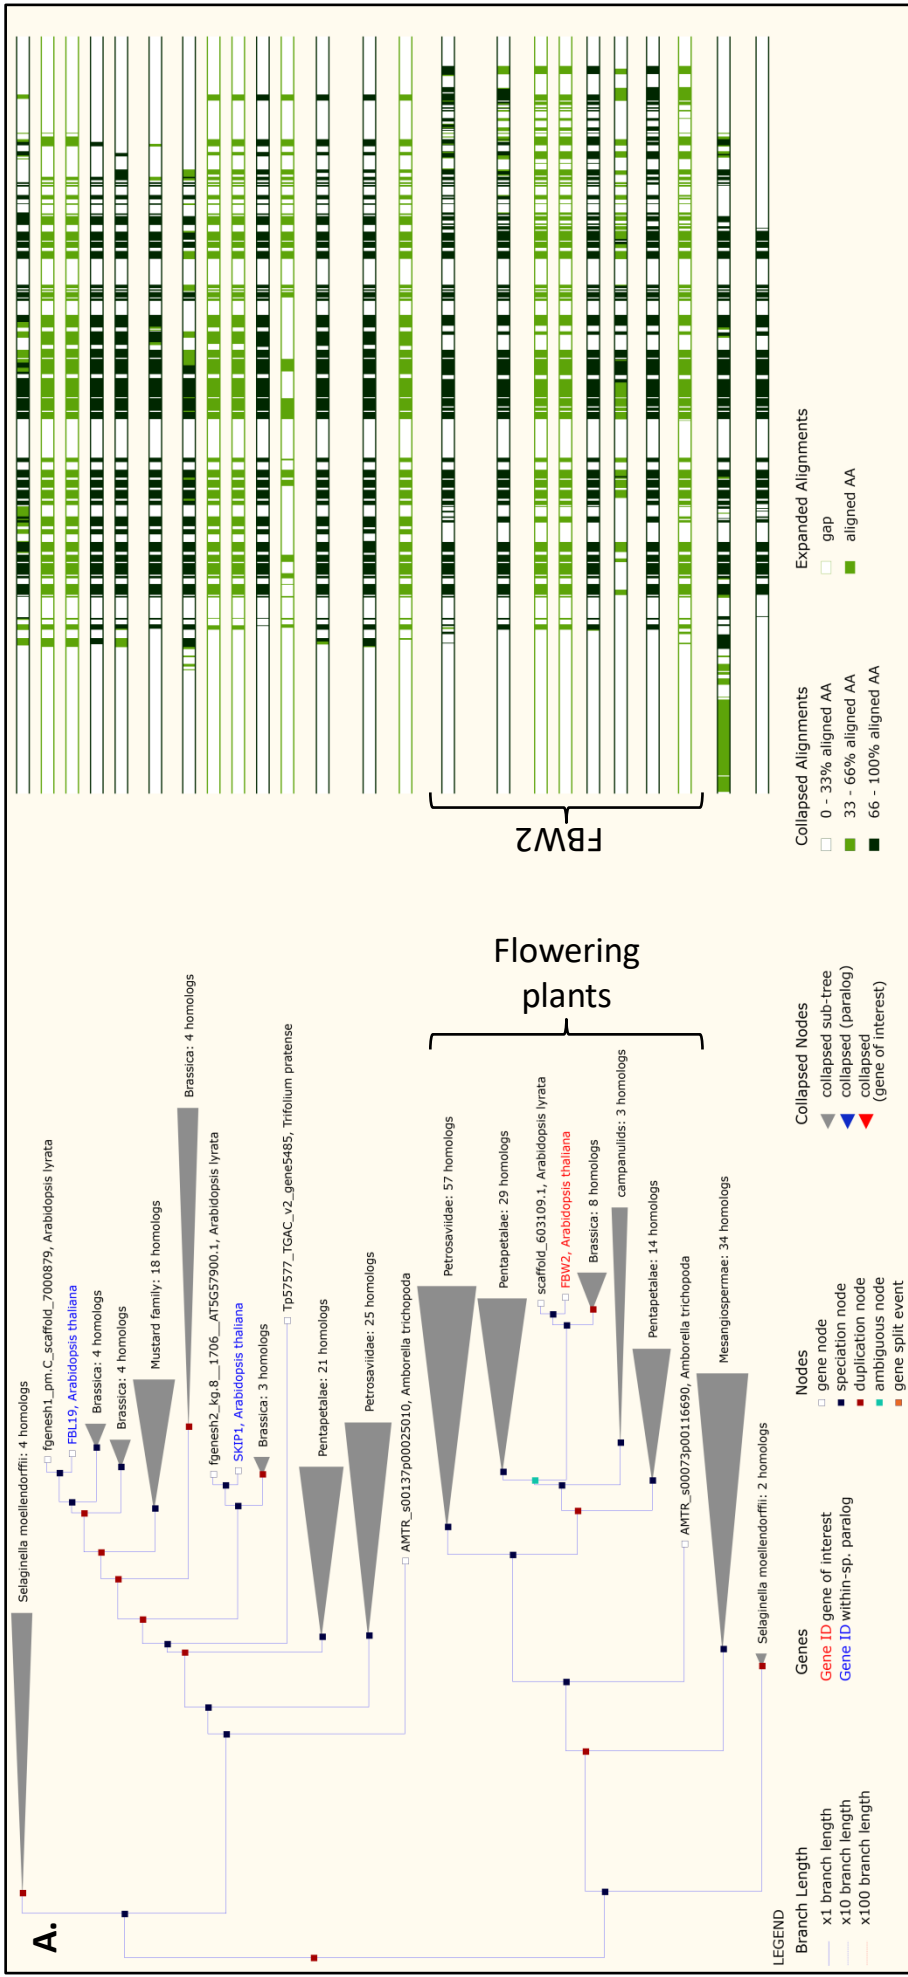 A.
Selaginella moellendorffii: 4 homologs
fgenesh1_pm.C_scaffold_7000879, Arabidopsis lyrata
FBL19, Arabidopsis thaliana
Brassica: 4 homologs
Brassica: 4 homologs
Mustard family: 18 homologs
Brassica: 4 homologs
fgenesh2_kg.8__1706__AT5G57900.1, Arabidopsis lyrata
SKIP1, Arabidopsis thaliana
Brassica: 3 homologs
Tp57577_TGAC_v2_gene5485, Trifolium pratense
Pentapetalae: 21 homologs
Petrosaviidae: 25 homologs
AMTR_s00137p00025010, Amborella trichopoda
Petrosaviidae: 57 homologs
Pentapetalae: 29 homologs
scaffold_603109.1, Arabidopsis lyrata
FBW2, Arabidopsis thaliana
Brassica: 8 homologs
campanulids: 3 homologs
Pentapetalae: 14 homologs
AMTR_s00073p00116690, Amborella trichopoda
Mesangiospermae: 34 homologs
Selaginella moellendorffii: 2 homologs
Flowering
plants
FBW2
LEGEND
Branch Length
x1 branch length
x10 branch length
x100 branch length
Genes
Gene ID gene of interest
Gene ID within-sp. paralog
Nodes
gene node
speciation node
duplication node
ambiguous node
gene split event
Collapsed Nodes
collapsed sub-tree
collapsed (paralog)
collapsed
(gene of interest)
Collapsed Alignments
0 - 33% aligned AA
33 - 66% aligned AA
66 - 100% aligned AA
Expanded Alignments
gap
aligned AA